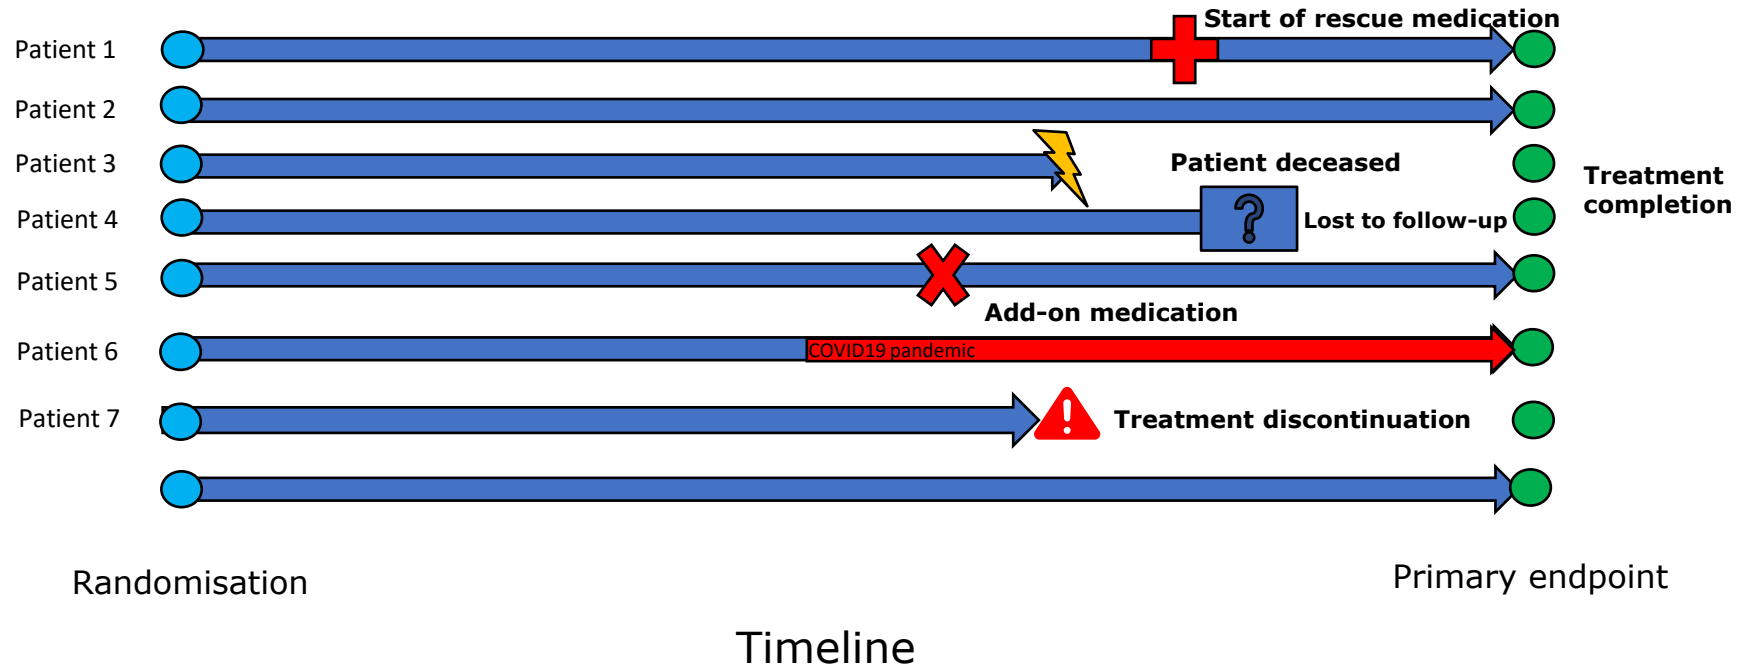 Start of rescue medication
Patient 1
Patient 2
Patient 3
Patient deceased
Treatment
completion
Patient 4
?
Lost to follow-up
Patient 5
Add-on medication
Patient 6
COVID19 pandemic
Patient 7
!
Treatment discontinuation
Randomisation
Primary endpoint
Timeline